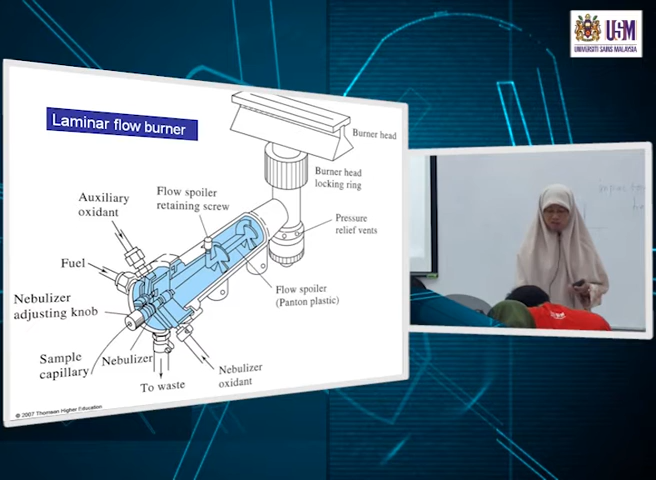 USM
UNIVERSITI SAINS MALAYSIA
Laminar flow burner
Burner head
Burner head
locking ring
Flow spoiler
retaining screw
Auxiliary
oxidant
Pressure
relief vents
Fuel
Flow spoiler
(Panton plastic)
Nebulizer
adjusting knob
Sample
capillary
Nebulizer
Nebulizer
oxidant
To waste
© 2007 Thomson Higher Education